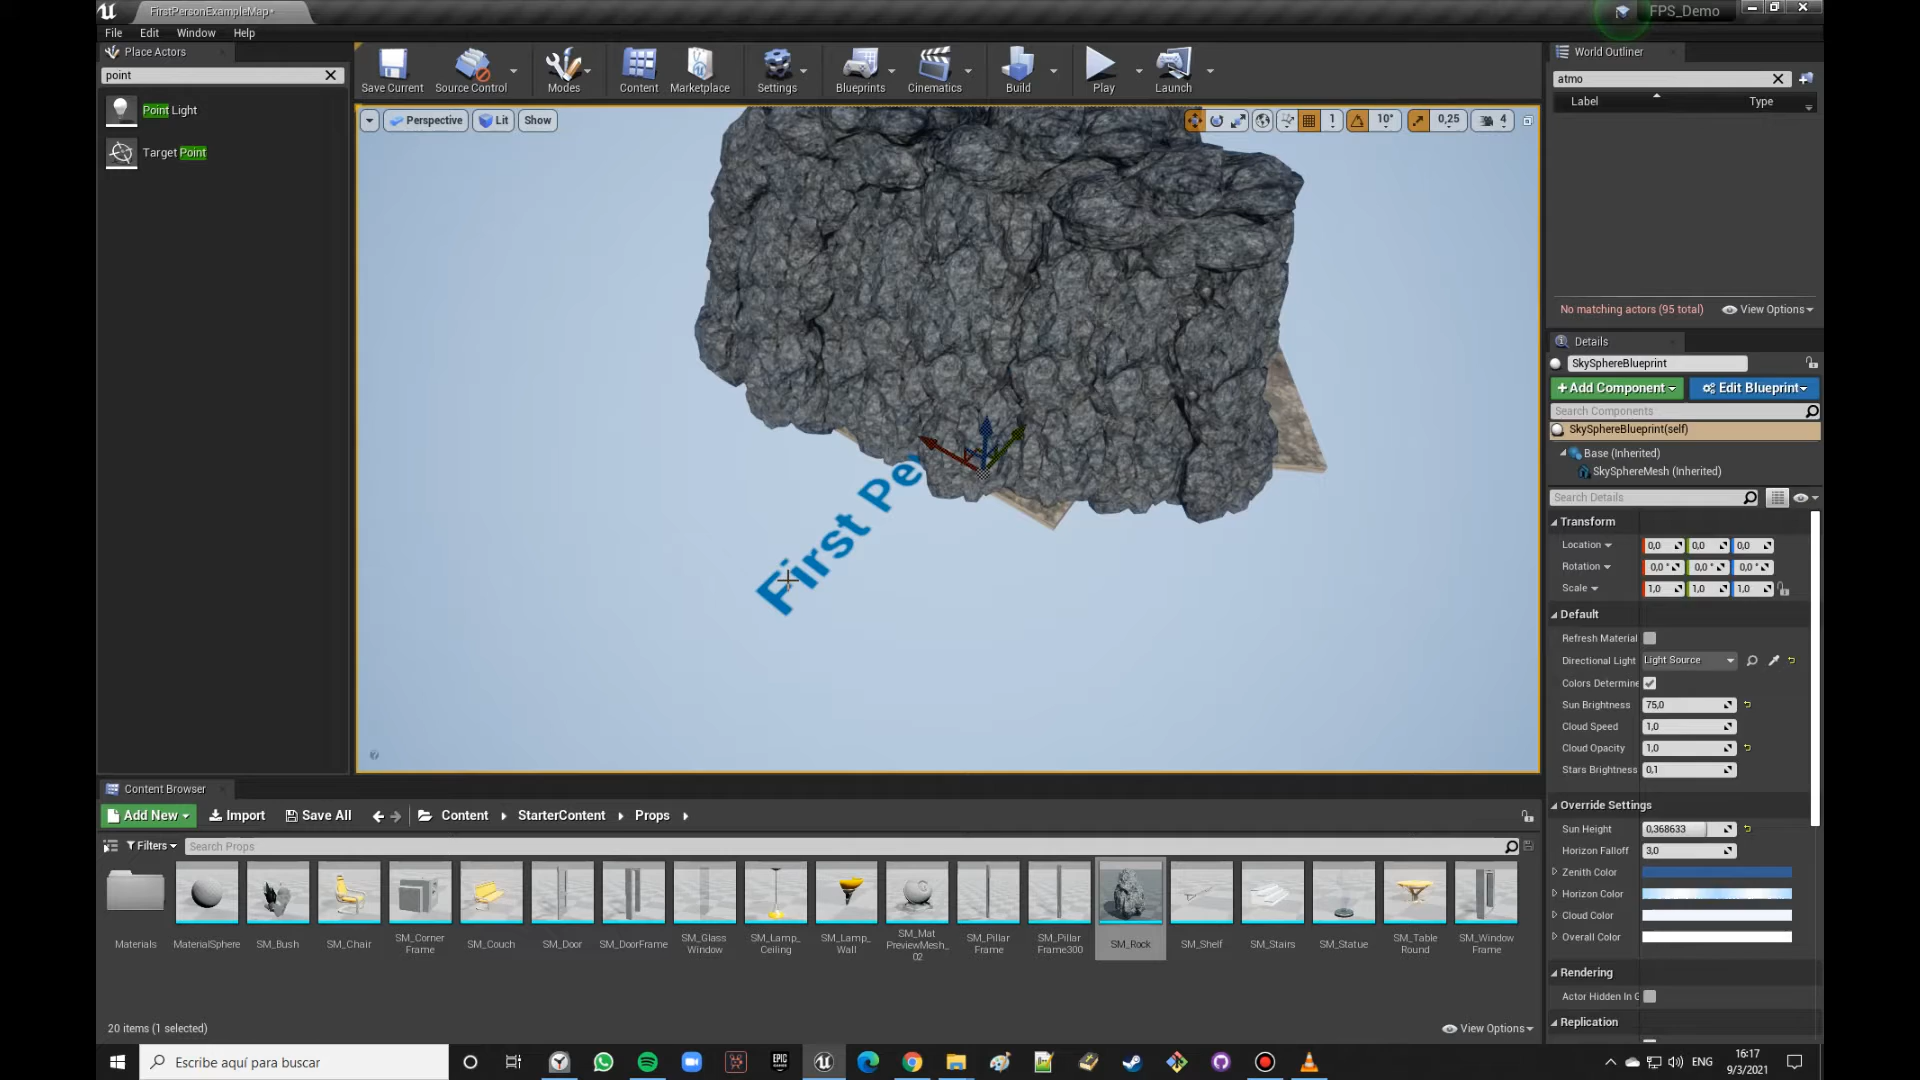 FirstPersonExampleMap*
FPS_Demo
File Edit Window Help
Place Actors
point
Point Light
Target Point
Save Current
Source Control
Modes
Content
Marketplace
Settings
Blueprints
Cinematics
Build
Play
Launch
Perspective Lit Show
1 10° 0,25 4
First Pe
World Outliner
atmo
Label Type
No matching actors (95 total) View Options
Details
SkySphereBlueprint
+Add Component Edit Blueprint
Search Components
SkySphereBlueprint(self)
Base (Inherited)
SkySphereMesh (Inherited)
Search Details
Transform
Location 0,0 0,0 0,0
Rotation 0,0 ° 0,0 ° 0,0 °
Scale 1,0 1,0 1,0
Default
Refresh Material
Directional Light Light Source
Colors Determine
Sun Brightness 75,0
Cloud Speed 1,0
Cloud Opacity 1,0
Stars Brightness 0,1
Override Settings
Sun Height 0,368633
Horizon Falloff 3,0
Zenith Color
Horizon Color
Cloud Color
Overall Color
Rendering
Actor Hidden In G
Replication
Content Browser
Add New Import Save All Content StarterContent Props
Filters Search Props
Materials
MaterialSphere
SM_Bush
SM_Chair
SM_Corner
Frame
SM_Couch
SM_Door
SM_DoorFrame
SM_Glass
Window
SM_Lamp_
Ceiling
SM_Lamp_
Wall
SM_Mat
PreviewMesh_
02
SM_Pillar
Frame
SM_Pillar
Frame300
SM_Rock
SM_Shelf
SM_Stairs
SM_Statue
SM_Table
Round
SM_Window
Frame
20 items (1 selected) View Options
Escribe aquí para buscar
EPIC
GAMES
ENG
16:17
9/3/2021